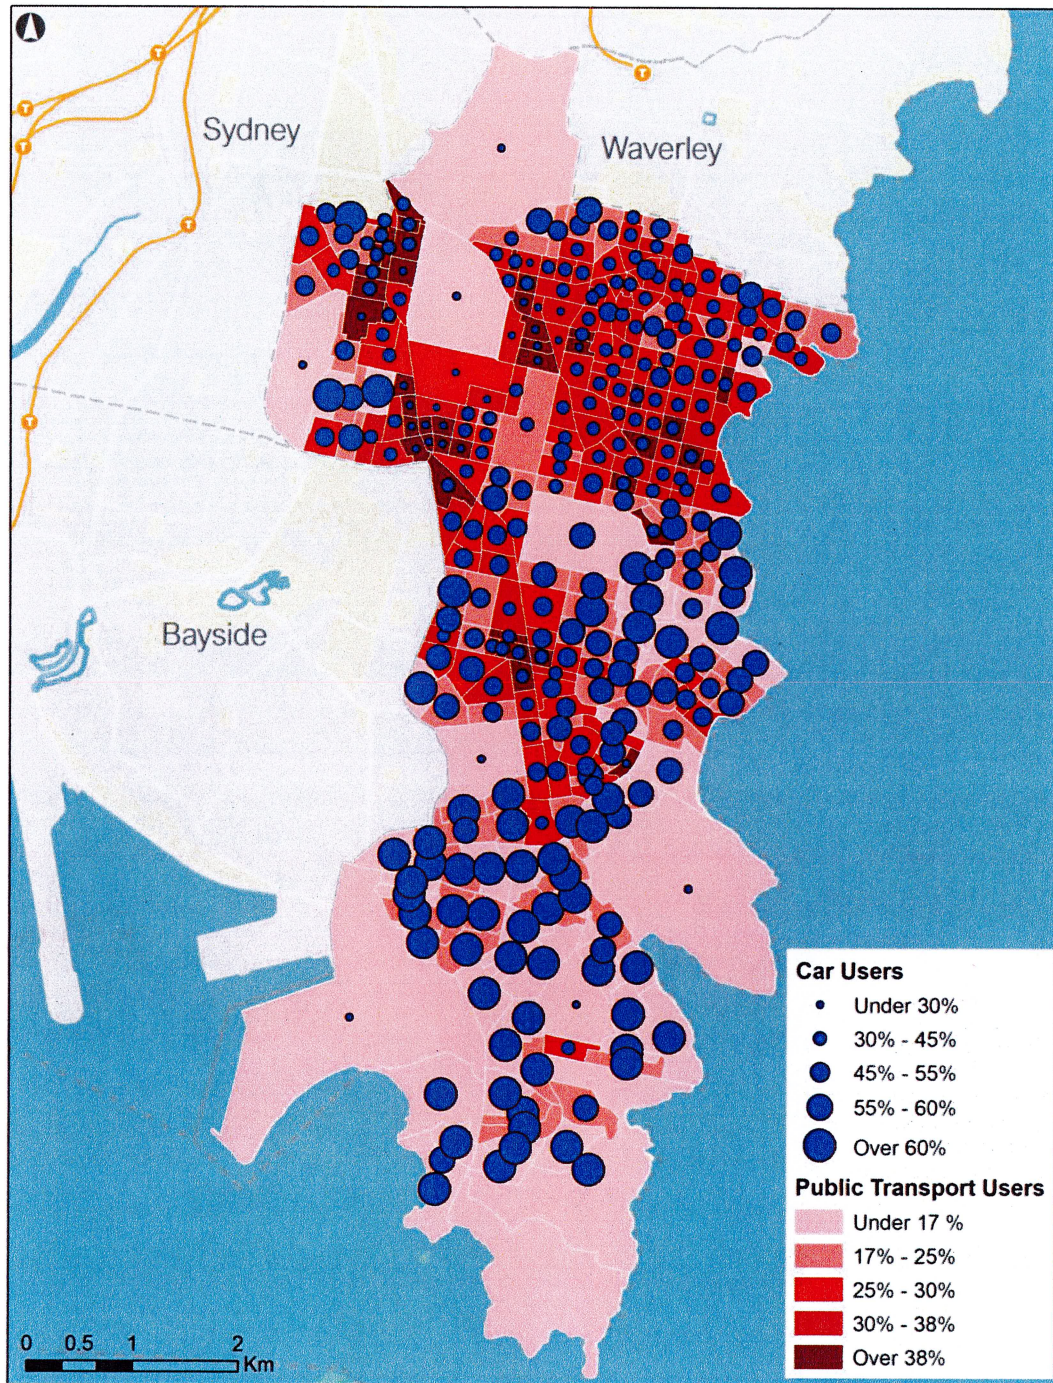 T
T
T
T
T
T
Sydney
Waverley
Bayside
Car Users
Under 30%
30% - 45%
45% - 55%
55% - 60%
Over 60%
Public Transport Users
Under 17 %
17% - 25%
25% - 30%
30% - 38%
Over 38%
0 0.5 1 2
Km